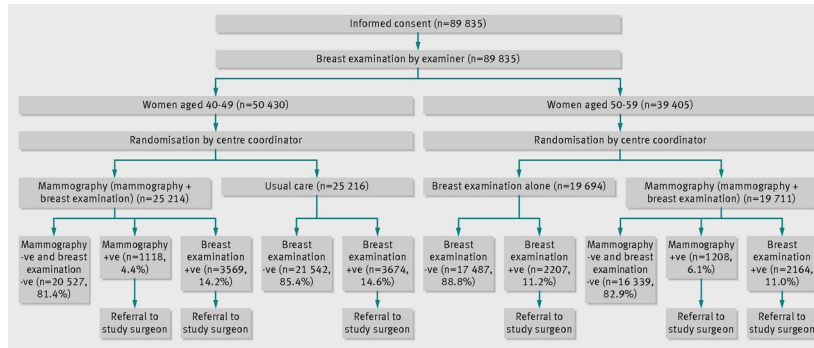 Informed consent (n=89 835)
Breast examination by examiner (n=89 835)
Women aged 40-49 (n=50 430)
Women aged 50-59 (n=39 405)
Randomisation by centre coordinator
Randomisation by centre coordinator
Mammography (mammography +
breast examination) (n=25 214)
Usual care (n=25 216)
Breast examination alone (n=19 694)
Mammography (mammography +
breast examination) (n=19 711)
Mammography
-ve and breast
examination
-ve (n=20 527,
81.4%)
Mammography
+ve (n=1118,
4.4%)
Breast
examination
+ve (n=3569,
14.2%)
Breast
examination
-ve (n=21 542,
85.4%)
Breast
examination
+ve (n=3674,
14.6%)
Breast
examination
-ve (n=17 487,
88.8%)
Breast
examination
+ve (n=2207,
11.2%)
Mammography
-ve and breast
examination
-ve (n=16 339,
82.9%)
Mammography
+ve (n=1208,
6.1%)
Breast
examination
+ve (n=2164,
11.0%)
Referral to
study surgeon
Referral to
study surgeon
Referral to
study surgeon
Referral to
study surgeon
Referral to
study surgeon
Referral to
study surgeon